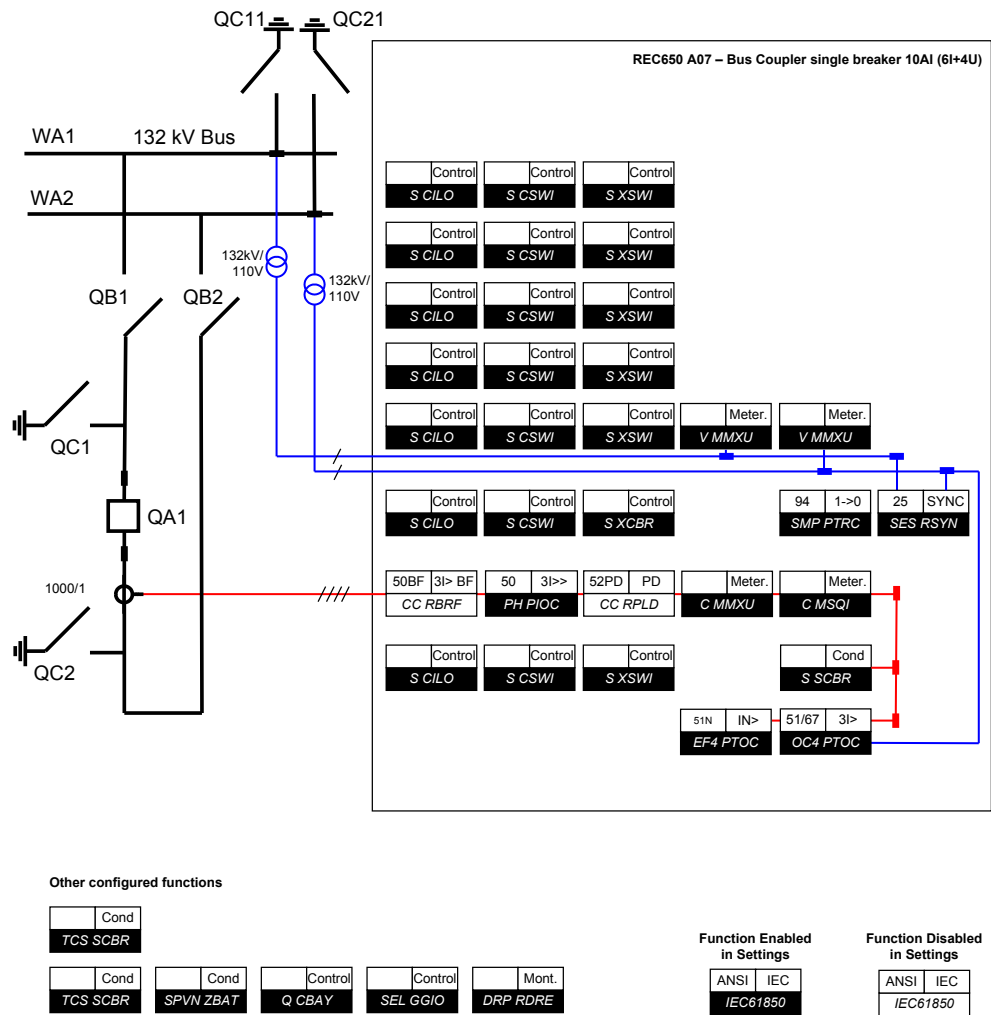 QC11 QC21
REC650 A07 – Bus Coupler single breaker 10AI (6I+4U)
WA1 132 kV Bus
WA2
Control Control Control
S CILO S CSWI S XSWI
Control Control Control
S CILO S CSWI S XSWI
132kV/
110V
132kV/
110V
QB1 QB2
Control Control Control
S CILO S CSWI S XSWI
Control Control Control
S CILO S CSWI S XSWI
Control Control Control Meter. Meter.
S CILO S CSWI S XSWI V MMXU V MMXU
QC1
Control Control Control 94 1->0 25 SYNC
S CILO S CSWI S XCBR SMP PTRC SES RSYN
QA1
1000/1
50BF 3I> BF 50 3I>> 52PD PD Meter. Meter.
CC RBRF PH PIOC CC RPLD C MMXU C MSQI
QC2
Control Control Control Cond
S CILO S CSWI S XSWI S SCBR
51N IN> 51/67 3I>
EF4 PTOC OC4 PTOC
Other configured functions
Cond
TCS SCBR
Cond Cond Control Control Mont.
TCS SCBR SPVN ZBAT Q CBAY SEL GGIO DRP RDRE
Function Enabled
in Settings
ANSI IEC
IEC61850
Function Disabled
in Settings
ANSI IEC
IEC61850